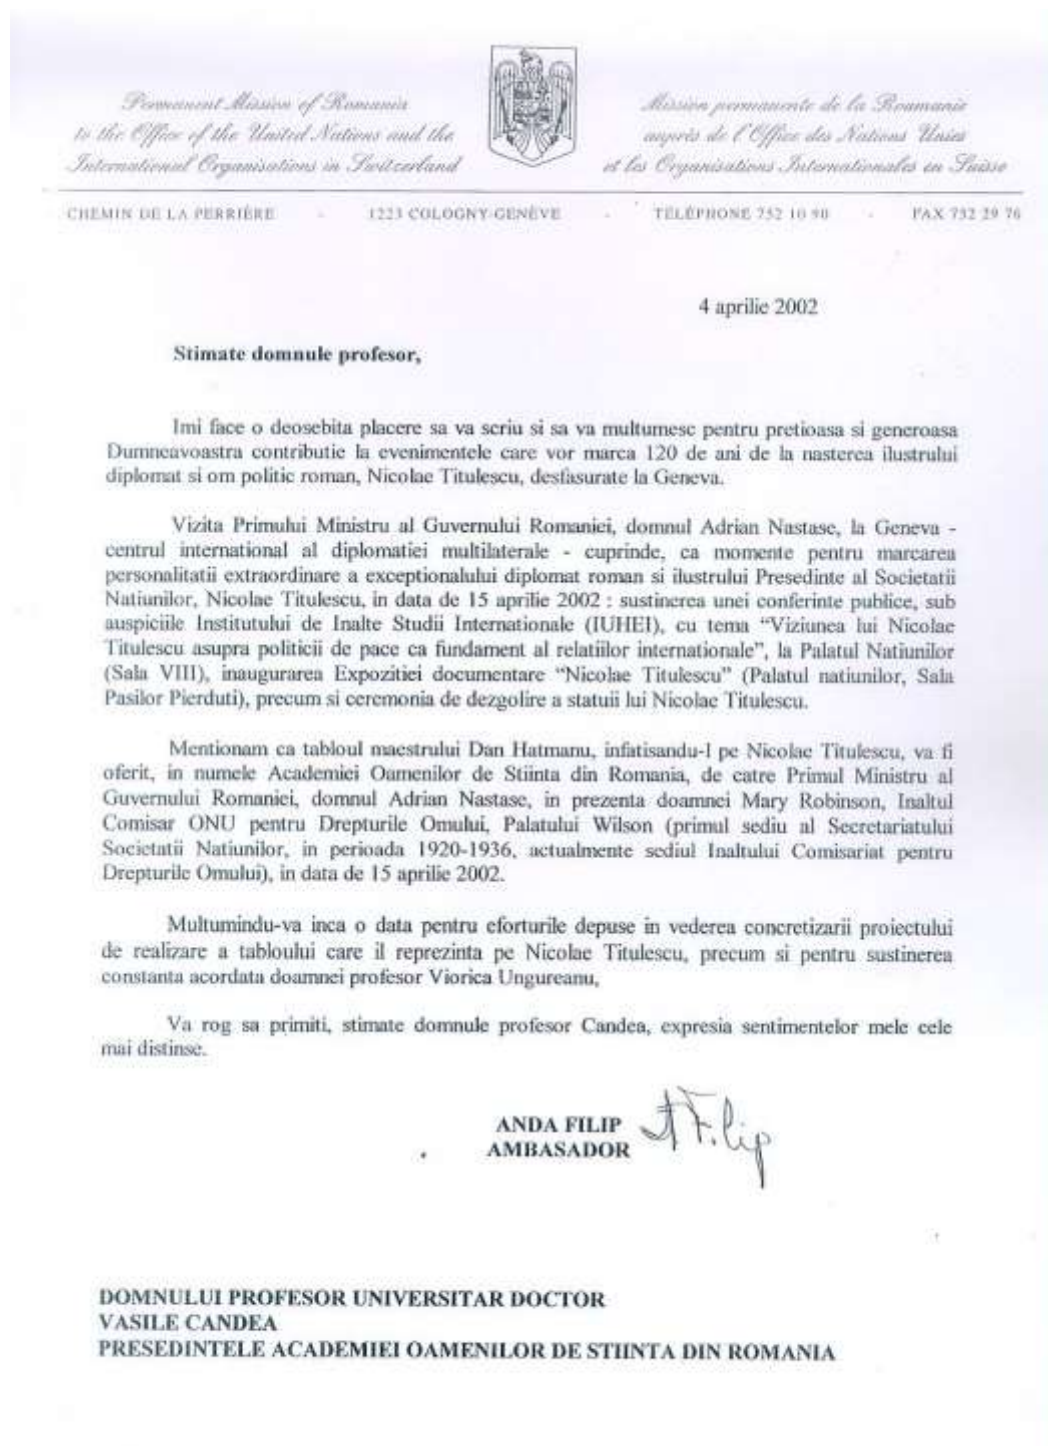 Permanent Mission of Romania
to the Office of the United Nations and the
International Organisations in Switzerland
Mission permanente de la Roumanie
auprès de l'Office des Nations Unies
et les Organisations Internationales en Suisse
CHEMIN DE LA PERRIÈRE - 1223 COLOGNY-GENÈVE - TÉLÉPHONE 752 10 90 - FAX 752 29 76
4 aprilie 2002
Stimate domnule profesor,
Imi face o deosebita placere sa va scriu si sa va multumesc pentru pretioasa si generoasa
Dumneavoastra contributie la evenimentele care vor marca 120 de ani de la nasterea ilustrului
diplomat si om politic roman, Nicolae Titulescu, desfasurate la Geneva.
Vizita Primului Ministru al Guvernului Romaniei, domnul Adrian Nastase, la Geneva -
centrul international al diplomatiei multilaterale - cuprinde, ca momente pentru marcarea
personalitatii extraordinare a exceptionalului diplomat roman si ilustrului Presedinte al Societatii
Natiunilor, Nicolae Titulescu, in data de 15 aprilie 2002 : sustinerea unei conferinte publice, sub
auspiciile Institutului de Inalte Studii Internationale (IUHEI), cu tema “Viziunea lui Nicolae
Titulescu asupra politicii de pace ca fundament al relatiilor internationale”, la Palatul Natiunilor
(Sala VIII), inaugurarea Expozitiei documentare “Nicolae Titulescu” (Palatul natiunilor, Sala
Pasilor Pierduti), precum si ceremonia de dezgolire a statuii lui Nicolae Titulescu.
Mentionam ca tabloul maestrului Dan Hatmanu, infatisandu-l pe Nicolae Titulescu, va fi
oferit, in numele Academiei Oamenilor de Stiinta din Romania, de catre Primul Ministru al
Guvernului Romaniei, domnul Adrian Nastase, in prezenta doamnei Mary Robinson, Inaltul
Comisar ONU pentru Drepturile Omului, Palatului Wilson (primul sediu al Secretariatului
Societatii Natiunilor, in perioada 1920-1936, actualmente sediul Inaltului Comisariat pentru
Drepturile Omului), in data de 15 aprilie 2002.
Multumindu-va inca o data pentru eforturile depuse in vederea concretizarii proiectului
de realizare a tabloului care il reprezinta pe Nicolae Titulescu, precum si pentru sustinerea
constanta acordata doamnei profesor Viorica Ungureanu,
Va rog sa primiti, stimate domnule profesor Candea, expresia sentimentelor mele cele
mai distinse.
ANDA FILIP A F.lip
AMBASADOR
DOMNULUI PROFESOR UNIVERSITAR DOCTOR
VASILE CANDEA
PRESEDINTELE ACADEMIEI OAMENILOR DE STIINTA DIN ROMANIA